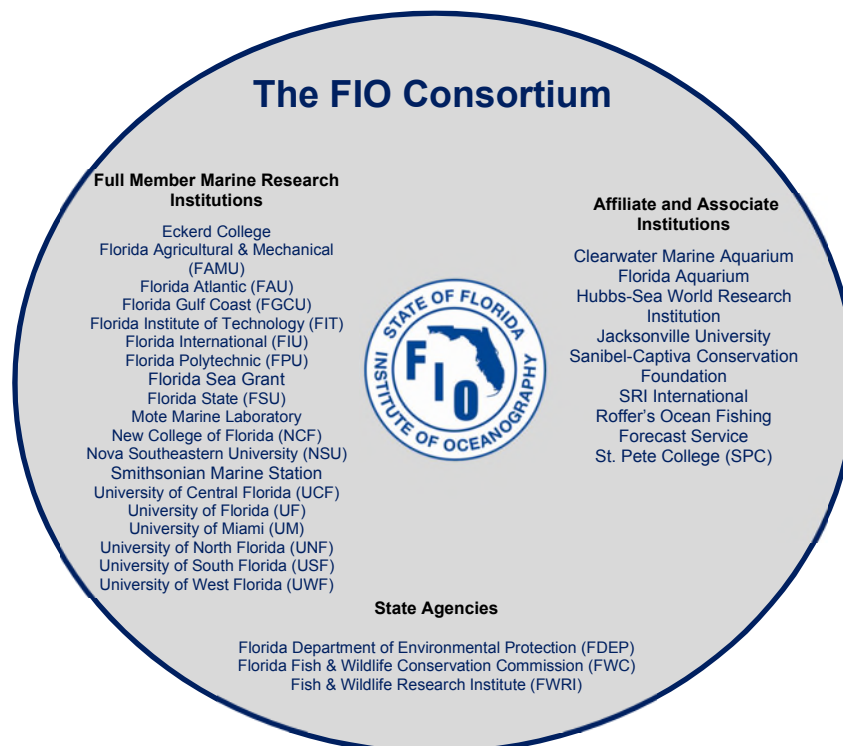 The FIO Consortium
Full Member Marine Research
Institutions
Eckerd College
Florida Agricultural & Mechanical
(FAMU)
Florida Atlantic (FAU)
Florida Gulf Coast (FGCU)
Florida Institute of Technology (FIT)
Florida International (FIU)
Florida Polytechnic (FPU)
Florida Sea Grant
Florida State (FSU)
Mote Marine Laboratory
New College of Florida (NCF)
Nova Southeastern University (NSU)
Smithsonian Marine Station
University of Central Florida (UCF)
University of Florida (UF)
University of Miami (UM)
University of North Florida (UNF)
University of South Florida (USF)
University of West Florida (UWF)
STATE OF FLORIDA
FIO
INSTITUTE OF OCEANOGRAPHY
Affiliate and Associate
Institutions
Clearwater Marine Aquarium
Florida Aquarium
Hubbs-Sea World Research
Institution
Jacksonville University
Sanibel-Captiva Conservation
Foundation
SRI International
Roffer's Ocean Fishing
Forecast Service
St. Pete College (SPC)
State Agencies
Florida Department of Environmental Protection (FDEP)
Florida Fish & Wildlife Conservation Commission (FWC)
Fish & Wildlife Research Institute (FWRI)